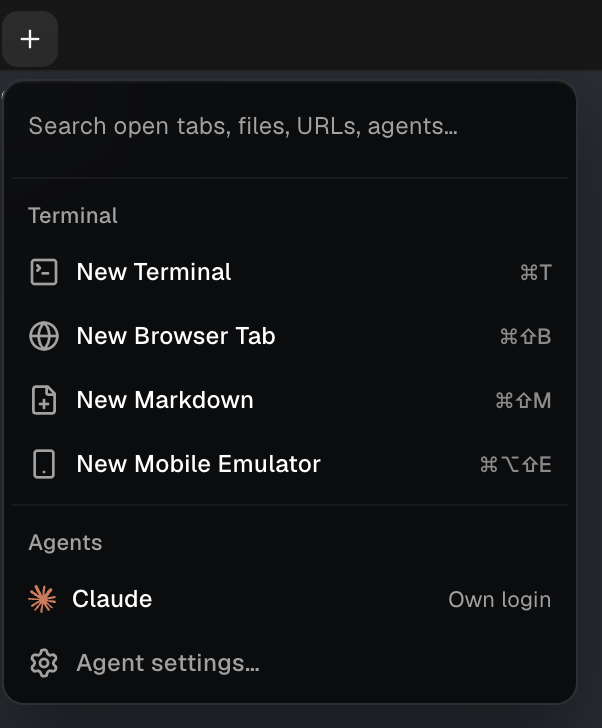 Search open tabs, files, URLs, agents...
Terminal
New Terminal ⌘T
New Browser Tab ⌘⇧B
New Markdown ⌘⇧M
New Mobile Emulator ⌘⌥⇧E
Agents
Claude Own login
Agent settings...